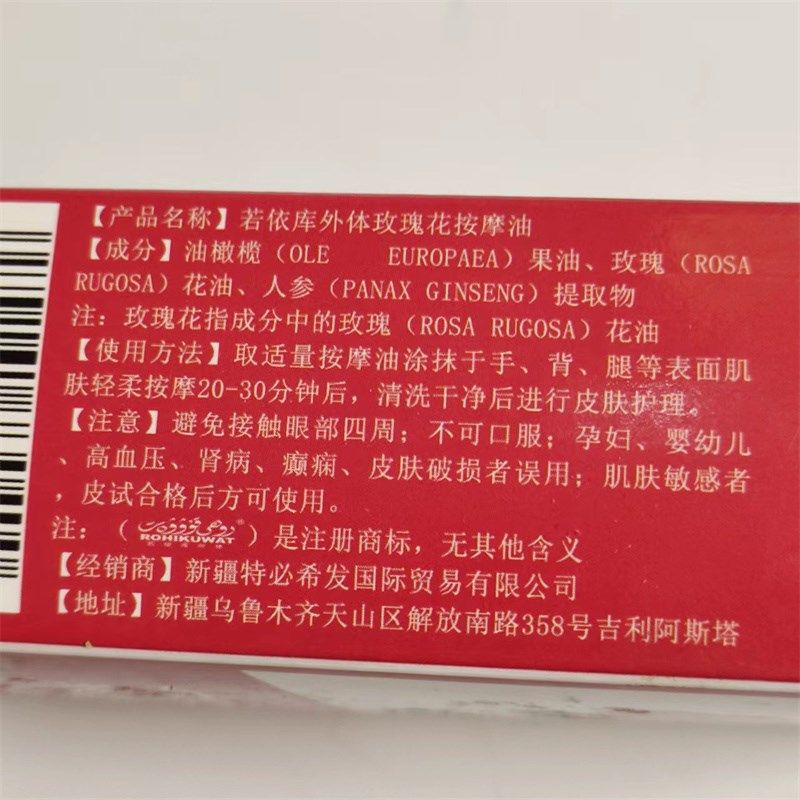 【产品名称】若依库外体玫瑰花按摩油
【成分】油橄榄（OLE EUROPAEA）果油、玫瑰（ROSA
RUGOSA）花油、人参（PANAX GINSENG）提取物
注：玫瑰花指成分中的玫瑰（ROSA RUGOSA）花油
【使用方法】取适量按摩油涂抹于手、背、腿等表面肌
肤轻柔按摩20-30分钟后，清洗干净后进行皮肤护理。
【注意】避免接触眼部四周；不可口服；孕妇、婴幼儿
、高血压、肾病、癫痫、皮肤破损者误用；肌肤敏感者
，皮试合格后方可使用。
注：（ROHIKUWAT®）是注册商标，无其他含义
【经销商】新疆特必希发国际贸易有限公司
【地址】新疆乌鲁木齐天山区解放南路358号吉利阿斯塔